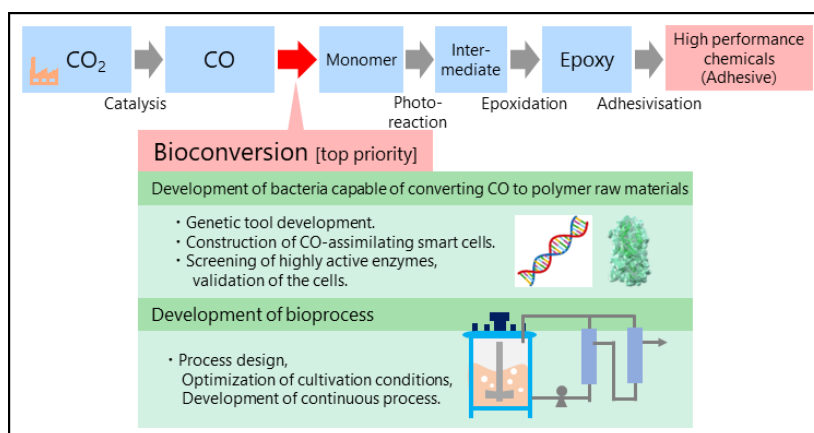 CO2
CO
Monomer
Inter-
mediate
Epoxy
High performance
chemicals
(Adhesive)
Catalysis
Photo-
reaction
Epoxidation
Adhesivisation
Bioconversion [top priority]
Development of bacteria capable of converting CO to polymer raw materials
・Genetic tool development.
・Construction of CO-assimilating smart cells.
・Screening of highly active enzymes,
validation of the cells.
Development of bioprocess
・Process design,
Optimization of cultivation conditions,
Development of continuous process.